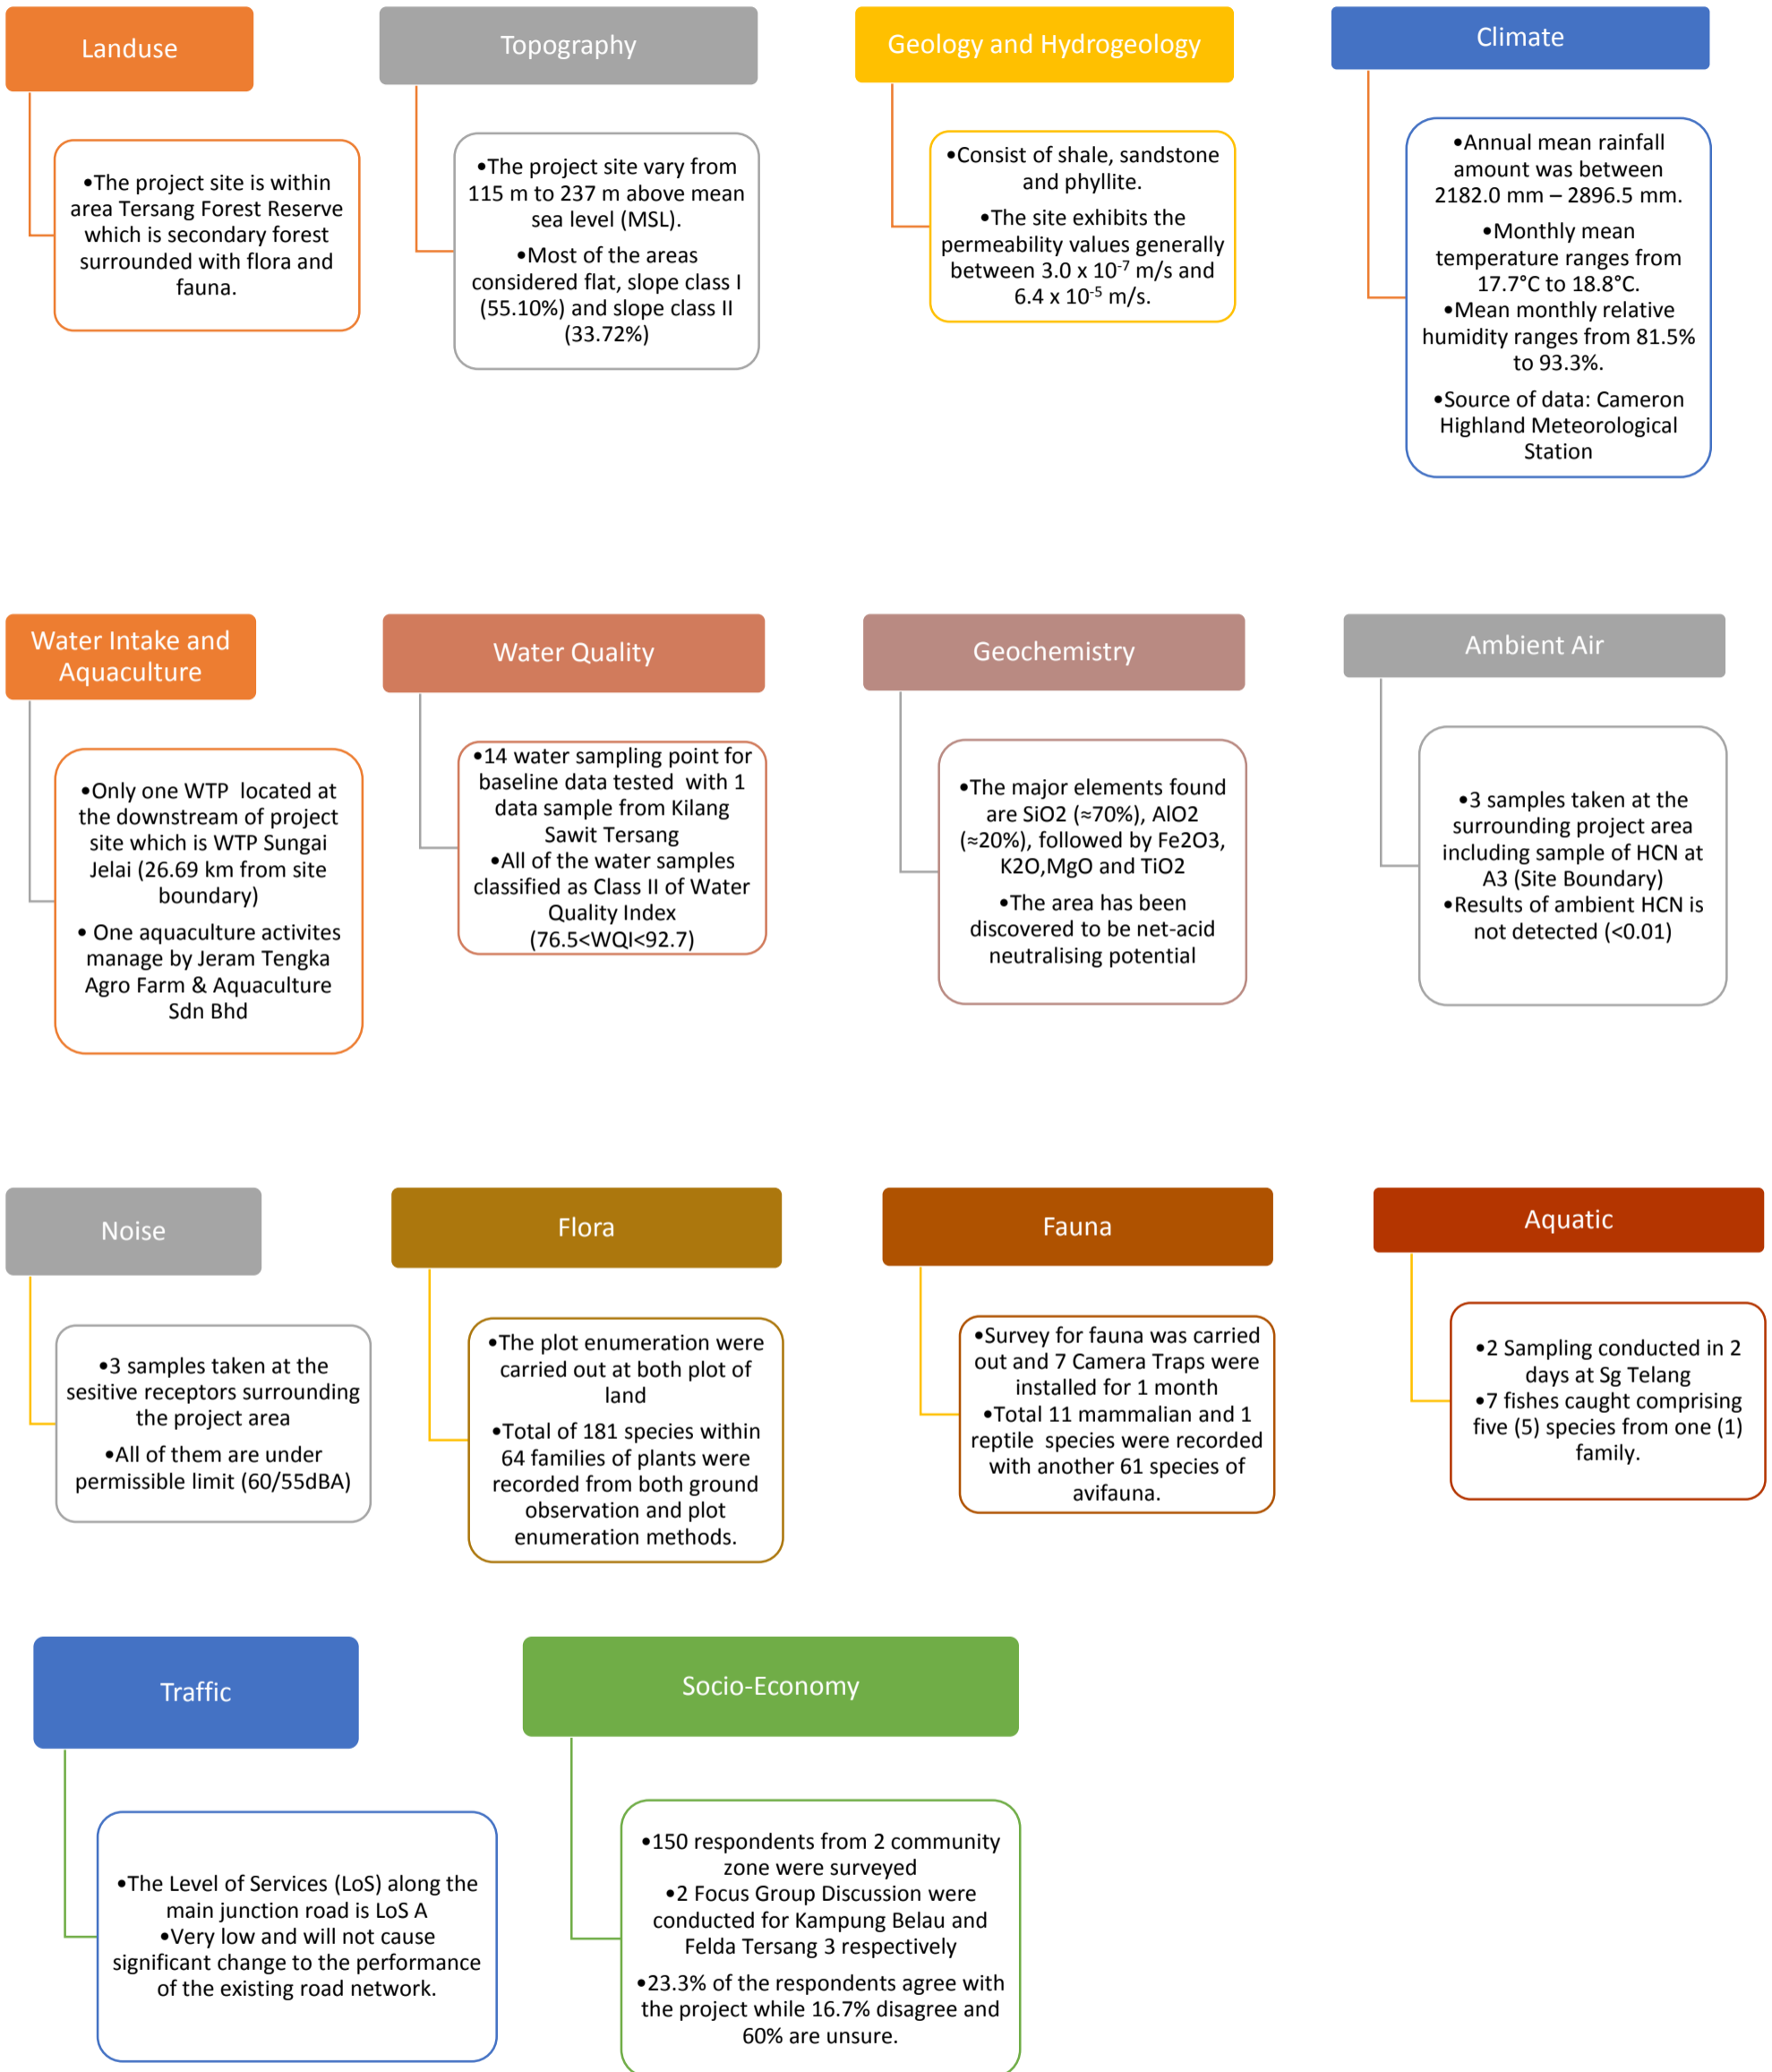 Landuse
•The project site is within
area Tersang Forest Reserve
which is secondary forest
surrounded with flora and
fauna.
Topography
•The project site vary from
115 m to 237 m above mean
sea level (MSL).
•Most of the areas
considered flat, slope class I
(55.10%) and slope class II
(33.72%)
Geology and Hydrogeology
•Consist of shale, sandstone
and phyllite.
•The site exhibits the
permeability values generally
between 3.0 x 10⁻⁷ m/s and
6.4 x 10⁻⁵ m/s.
Climate
•Annual mean rainfall
amount was between
2182.0 mm – 2896.5 mm.
•Monthly mean
temperature ranges from
17.7°C to 18.8°C.
•Mean monthly relative
humidity ranges from 81.5%
to 93.3%.
•Source of data: Cameron
Highland Meteorological
Station
Water Intake and
Aquaculture
•Only one WTP located at
the downstream of project
site which is WTP Sungai
Jelai (26.69 km from site
boundary)
• One aquaculture activites
manage by Jeram Tengka
Agro Farm & Aquaculture
Sdn Bhd
Water Quality
•14 water sampling point for
baseline data tested with 1
data sample from Kilang
Sawit Tersang
•All of the water samples
classified as Class II of Water
Quality Index
(76.5<WQI<92.7)
Geochemistry
•The major elements found
are SiO2 (≈70%), AlO2
(≈20%), followed by Fe2O3,
K2O,MgO and TiO2
•The area has been
discovered to be net-acid
neutralising potential
Ambient Air
•3 samples taken at the
surrounding project area
including sample of HCN at
A3 (Site Boundary)
•Results of ambient HCN is
not detected (<0.01)
Noise
•3 samples taken at the
sesitive receptors surrounding
the project area
•All of them are under
permissible limit (60/55dBA)
Flora
•The plot enumeration were
carried out at both plot of
land
•Total of 181 species within
64 families of plants were
recorded from both ground
observation and plot
enumeration methods.
Fauna
•Survey for fauna was carried
out and 7 Camera Traps were
installed for 1 month
•Total 11 mammalian and 1
reptile species were recorded
with another 61 species of
avifauna.
Aquatic
•2 Sampling conducted in 2
days at Sg Telang
•7 fishes caught comprising
five (5) species from one (1)
family.
Traffic
•The Level of Services (LoS) along the
main junction road is LoS A
•Very low and will not cause
significant change to the performance
of the existing road network.
Socio-Economy
•150 respondents from 2 community
zone were surveyed
•2 Focus Group Discussion were
conducted for Kampung Belau and
Felda Tersang 3 respectively
•23.3% of the respondents agree with
the project while 16.7% disagree and
60% are unsure.